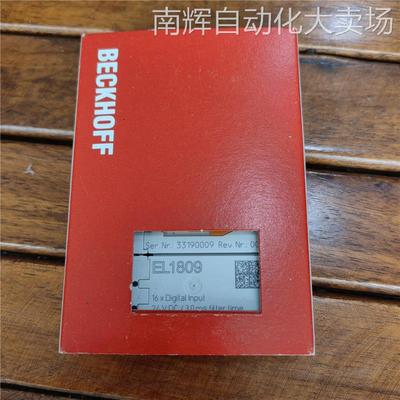 南辉自动化大卖场
BECKHOFF
Ser. Nr.: 33190009 Rev. Nr.:
EL1809
16 x Digital Input
24 V DC / 3.0 ms filter time